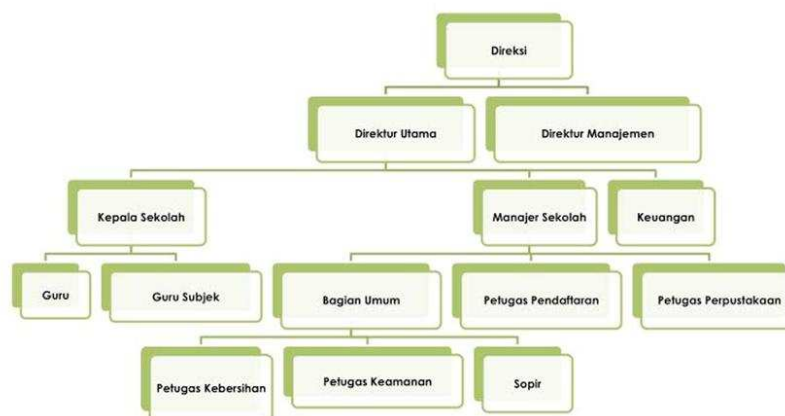 Direksi
Direktur Utama
Direktur Manajemen
Kepala Sekolah
Manajer Sekolah
Keuangan
Guru
Guru Subjek
Bagian Umum
Petugas Pendaftaran
Petugas Perpustakaan
Petugas Kebersihan
Petugas Keamanan
Sopir